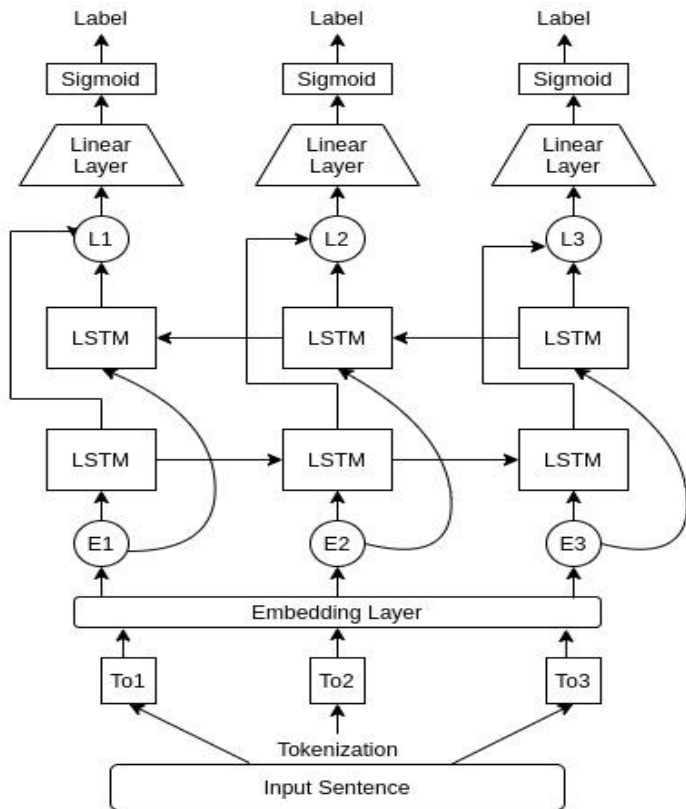 Label Label Label
Sigmoid Sigmoid Sigmoid
Linear Linear Linear
Layer Layer Layer
L1 L2 L3
LSTM LSTM LSTM
LSTM LSTM LSTM
E1 E2 E3
Embedding Layer
To1 To2 To3
Tokenization
Input Sentence